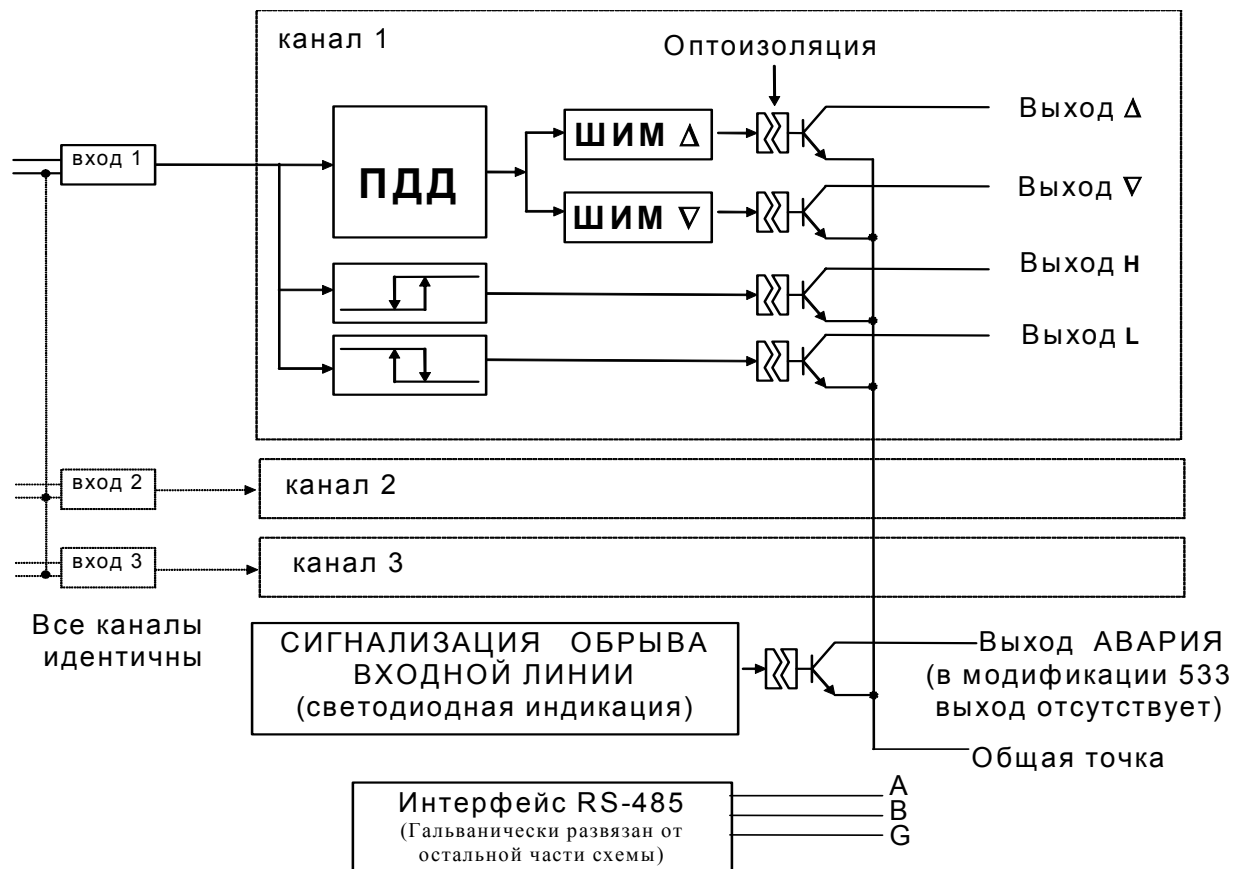 канал 1
Оптоизоляция
вход 1
ПДД
ШИМ Δ
Выход Δ
ШИМ ∇
Выход ∇
Выход H
Выход L
вход 2
канал 2
вход 3
канал 3
Все каналы
идентичны
СИГНАЛИЗАЦИЯ ОБРЫВА
ВХОДНОЙ ЛИНИИ
(светодиодная индикация)
Выход АВАРИЯ
(в модификации 533
выход отсутствует)
Общая точка
Интерфейс RS-485
(Гальванически развязан от
остальной части схемы)
A
B
G